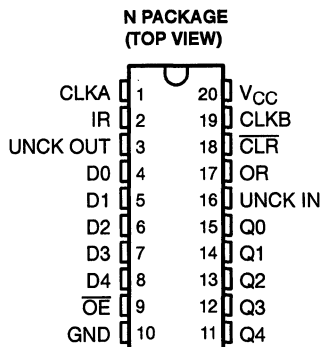 N PACKAGE
(TOP VIEW)
CLKA 1 20 VCC
IR 2 19 CLKB
UNCK OUT 3 18 C̅L̅R̅
D0 4 17 OR
D1 5 16 UNCK IN
D2 6 15 Q0
D3 7 14 Q1
D4 8 13 Q2
O̅E̅ 9 12 Q3
GND 10 11 Q4